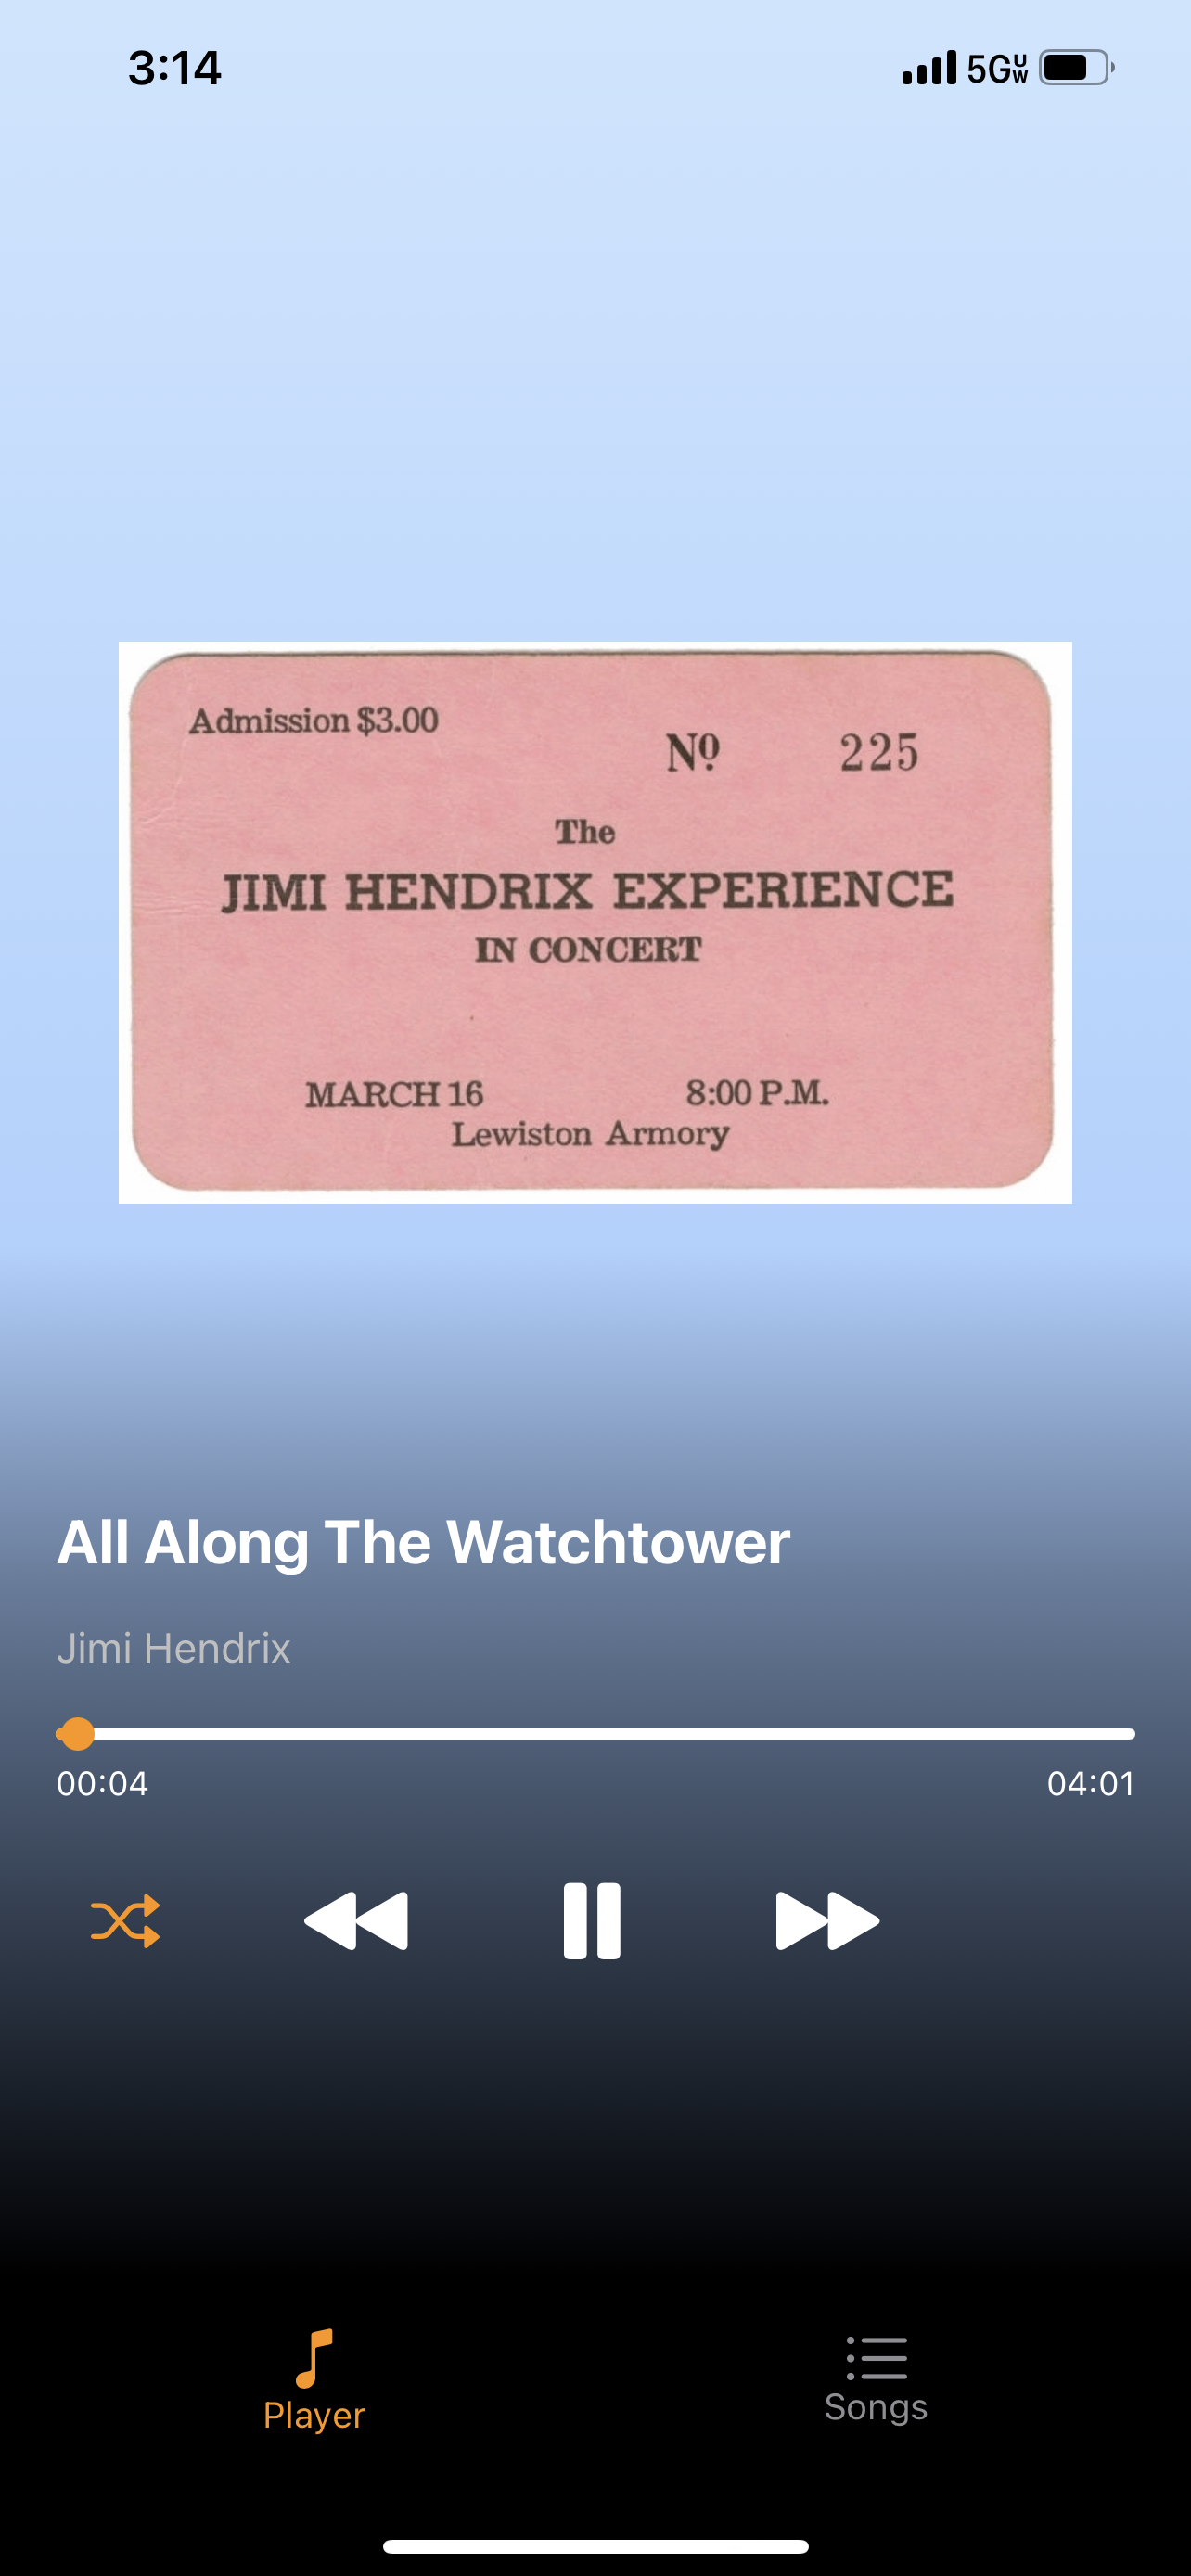 3:14
5G UW
Admission $3.00
Nº 225
The
JIMI HENDRIX EXPERIENCE
IN CONCERT
MARCH 16 8:00 P.M.
Lewiston Armory
All Along The Watchtower
Jimi Hendrix
00:04 04:01
Player Songs